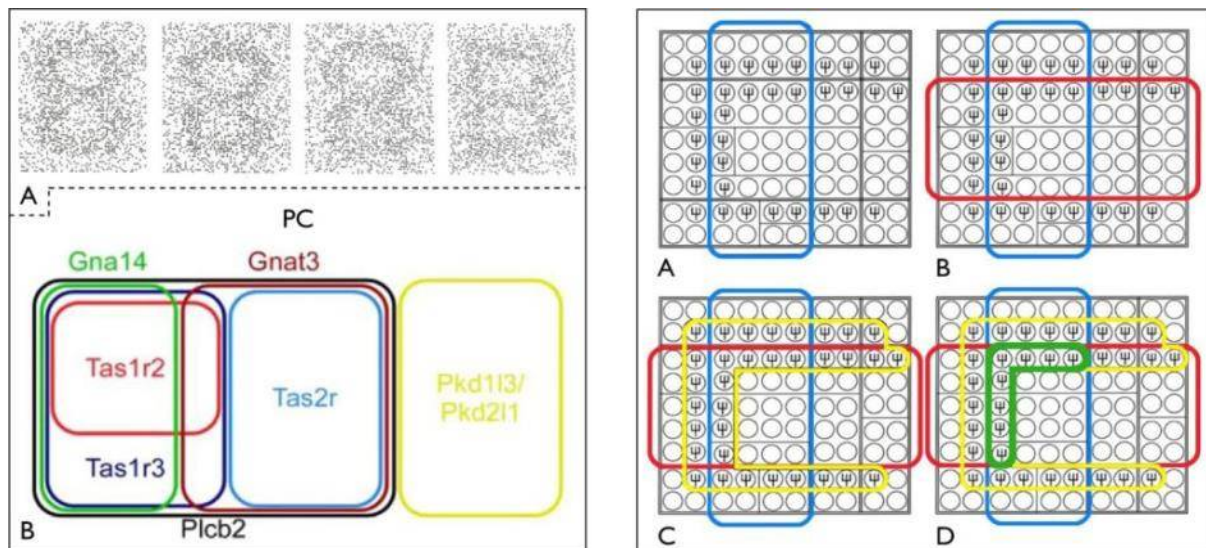 A
PC
Gna14 Gnat3
Tas1r2
Tas2r
Pkd1l3/
Pkd2l1
Tas1r3
B
Plcb2
A
B
C
D